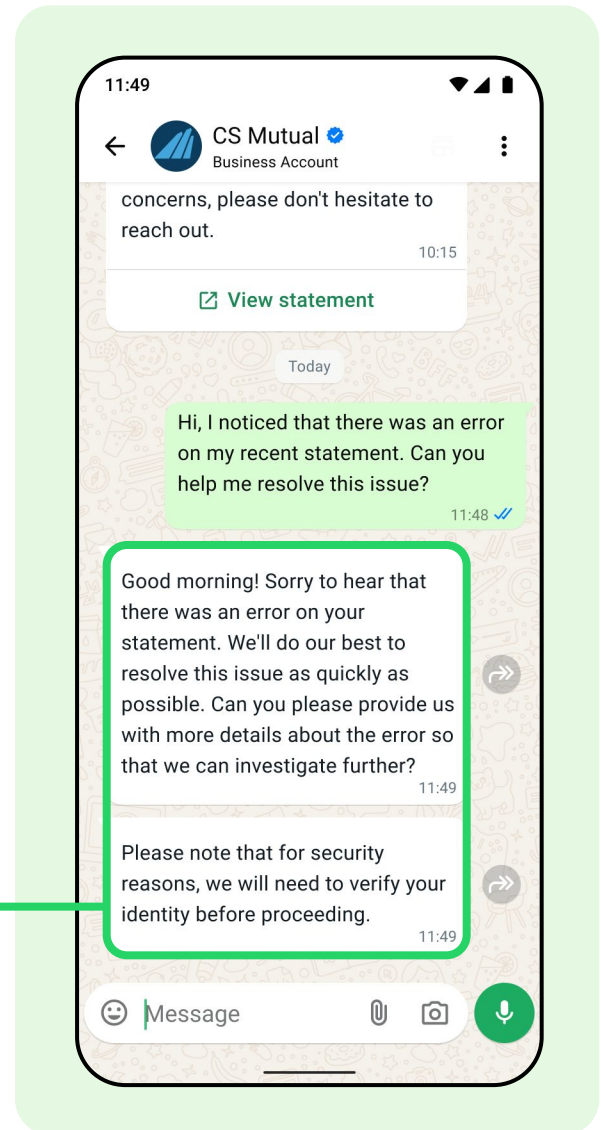 11:49
CS Mutual
Business Account
concerns, please don't hesitate to
reach out.
10:15
View statement
Today
Hi, I noticed that there was an error
on my recent statement. Can you
help me resolve this issue?
11:48
Good morning! Sorry to hear that
there was an error on your
statement. We'll do our best to
resolve this issue as quickly as
possible. Can you please provide us
with more details about the error so
that we can investigate further?
11:49
Please note that for security
reasons, we will need to verify your
identity before proceeding.
11:49
Message